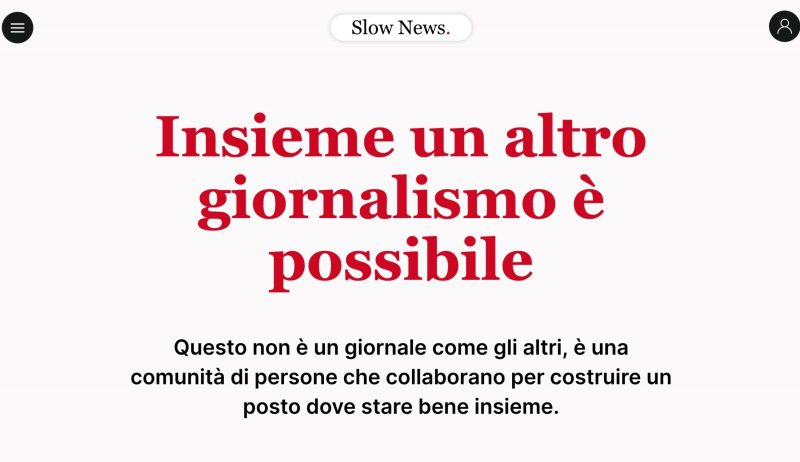 Slow News.
Insieme un altro
giornalismo è
possibile
Questo non è un giornale come gli altri, è una
comunità di persone che collaborano per costruire un
posto dove stare bene insieme.